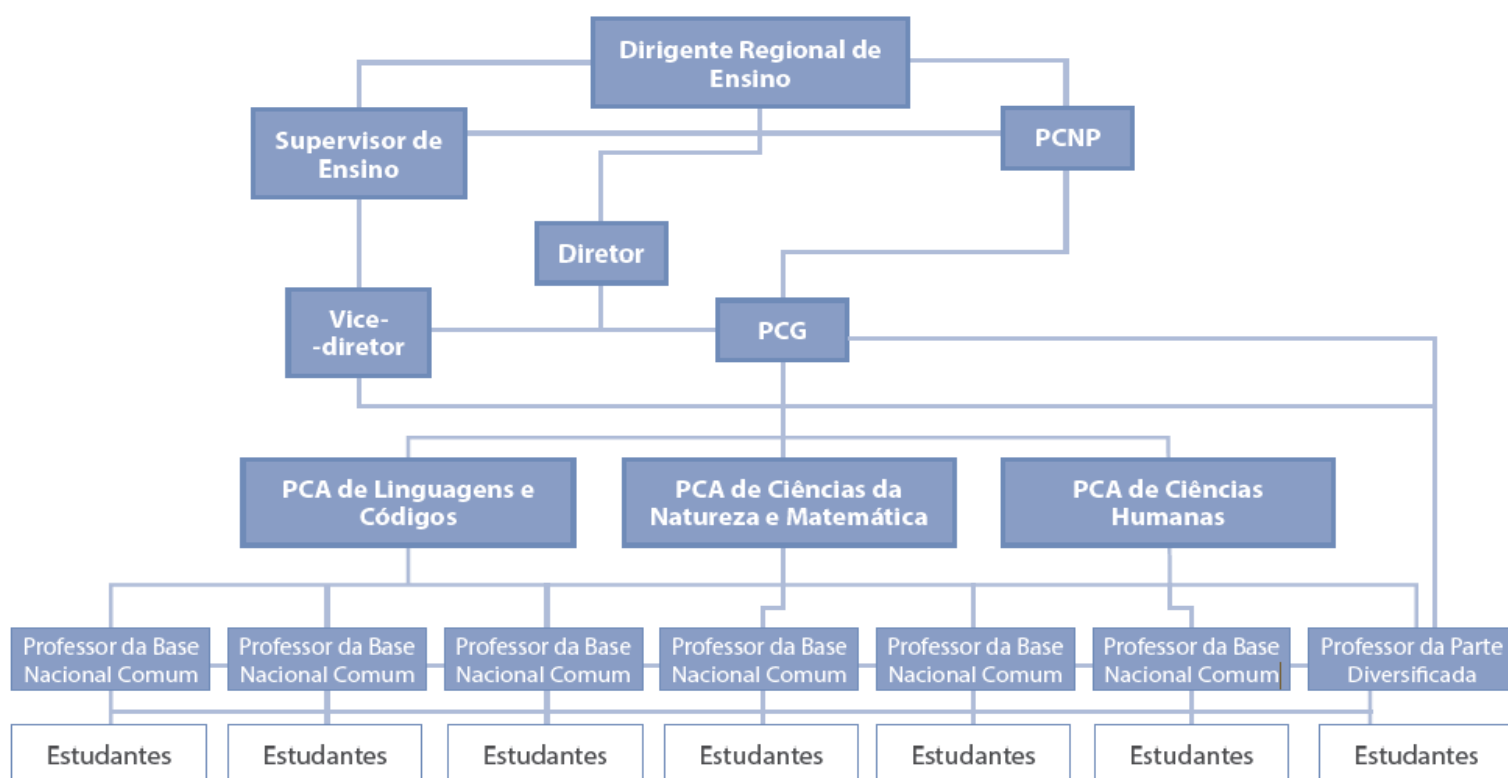 Dirigente Regional de
Ensino
Supervisor de
Ensino
PCNP
Diretor
Vice-
-diretor
PCG
PCA de Linguagens e
Códigos
PCA de Ciências da
Natureza e Matemática
PCA de Ciências
Humanas
Professor da Base
Nacional Comum
Professor da Base
Nacional Comum
Professor da Base
Nacional Comum
Professor da Base
Nacional Comum
Professor da Base
Nacional Comum
Professor da Base
Nacional Comum
Professor da Parte
Diversificada
Estudantes
Estudantes
Estudantes
Estudantes
Estudantes
Estudantes
Estudantes